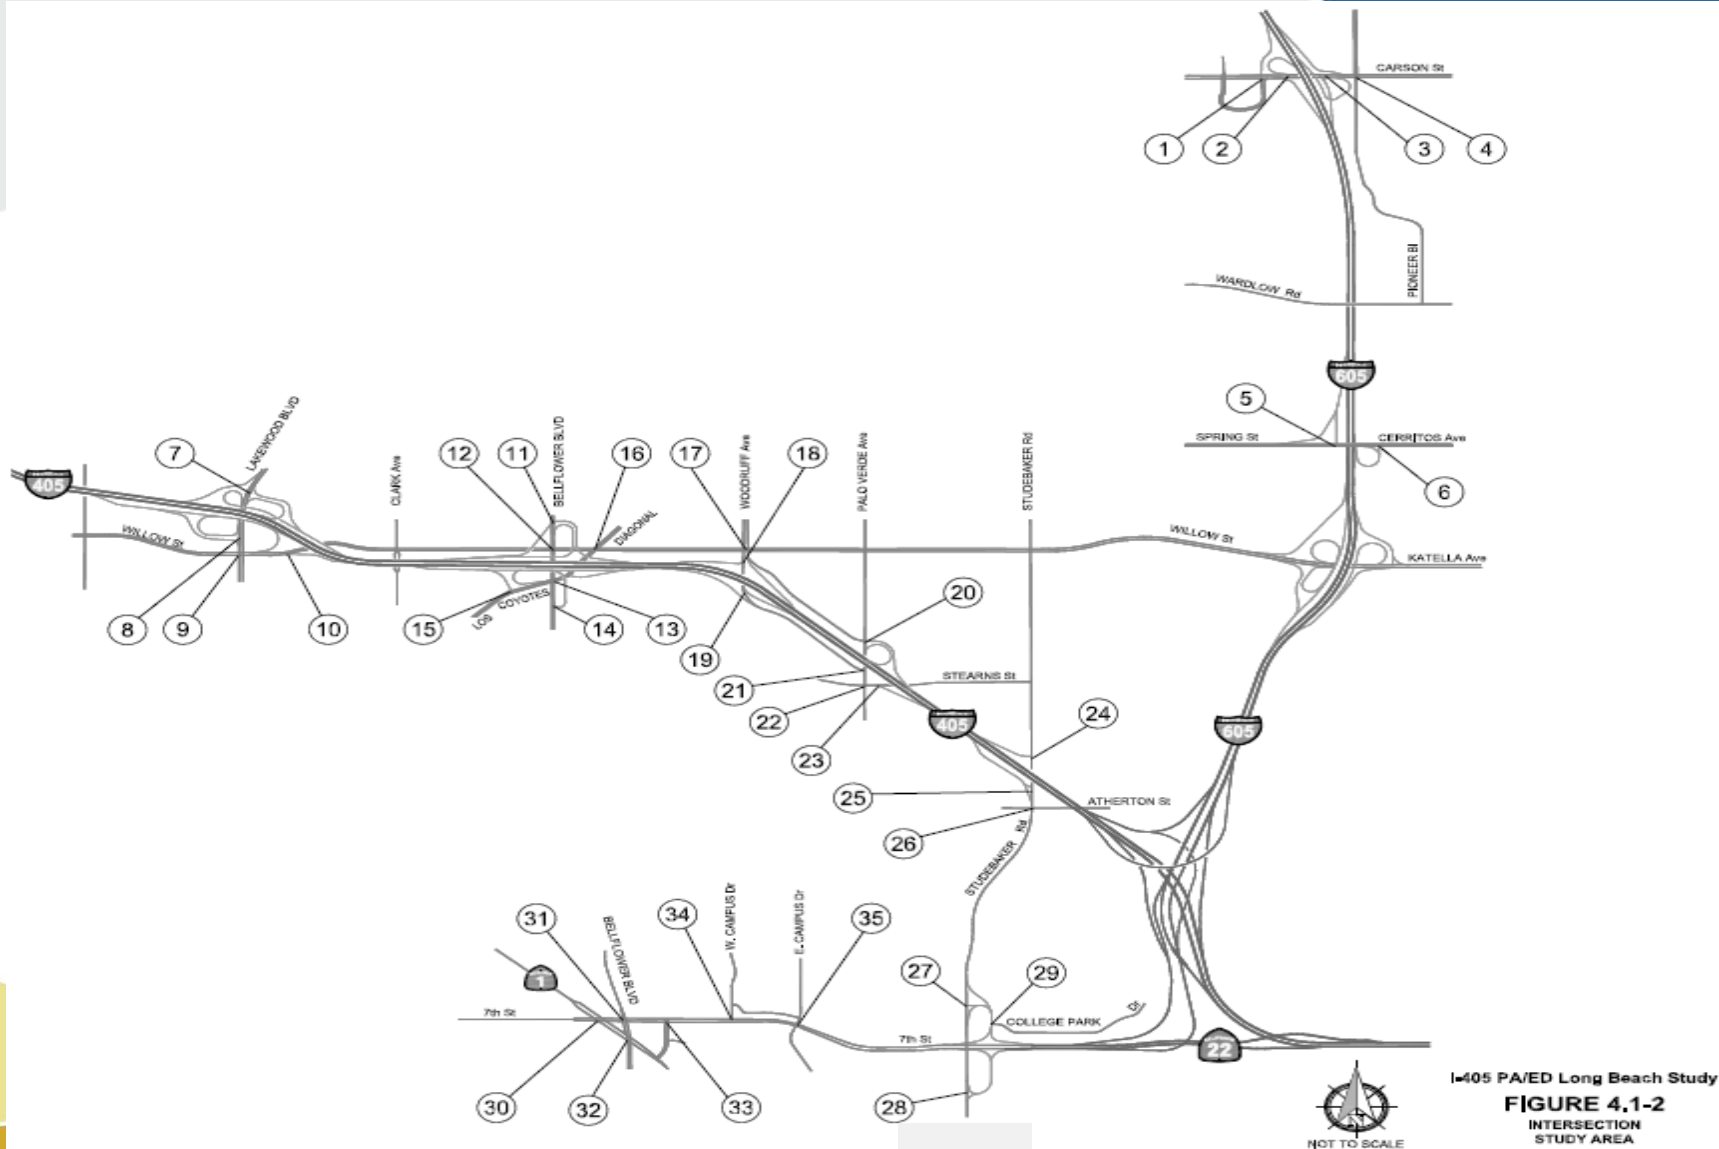 CARSON St
1
2
3
4
PIONEER Bl
WARDLOW Rd
605
5
SPRING St
CERRITOS Ave
6
7
LAKEWOOD BLVD
CLARK Ave
12
11
BELLFLOWER BLVD
16
17
WOODRUFF Ave
18
PALO VERDE Ave
STUDEBAKER Rd
405
WILLOW St
DIAGONAL
WILLOW St
KATELLA Ave
8
9
10
15
LOS COYOTES
14
13
19
20
21
STEARNS St
22
23
405
24
605
25
ATHERTON St
26
STUDEBAKER Rd
31
BELLFLOWER BLVD
34
W. CAMPUS Dr
E. CAMPUS Dr
35
1
27
29
7th St
COLLEGE PARK Dr
7th St
22
30
32
33
28
N
NOT TO SCALE
I-405 PA/ED Long Beach Study
FIGURE 4.1-2
INTERSECTION
STUDY AREA